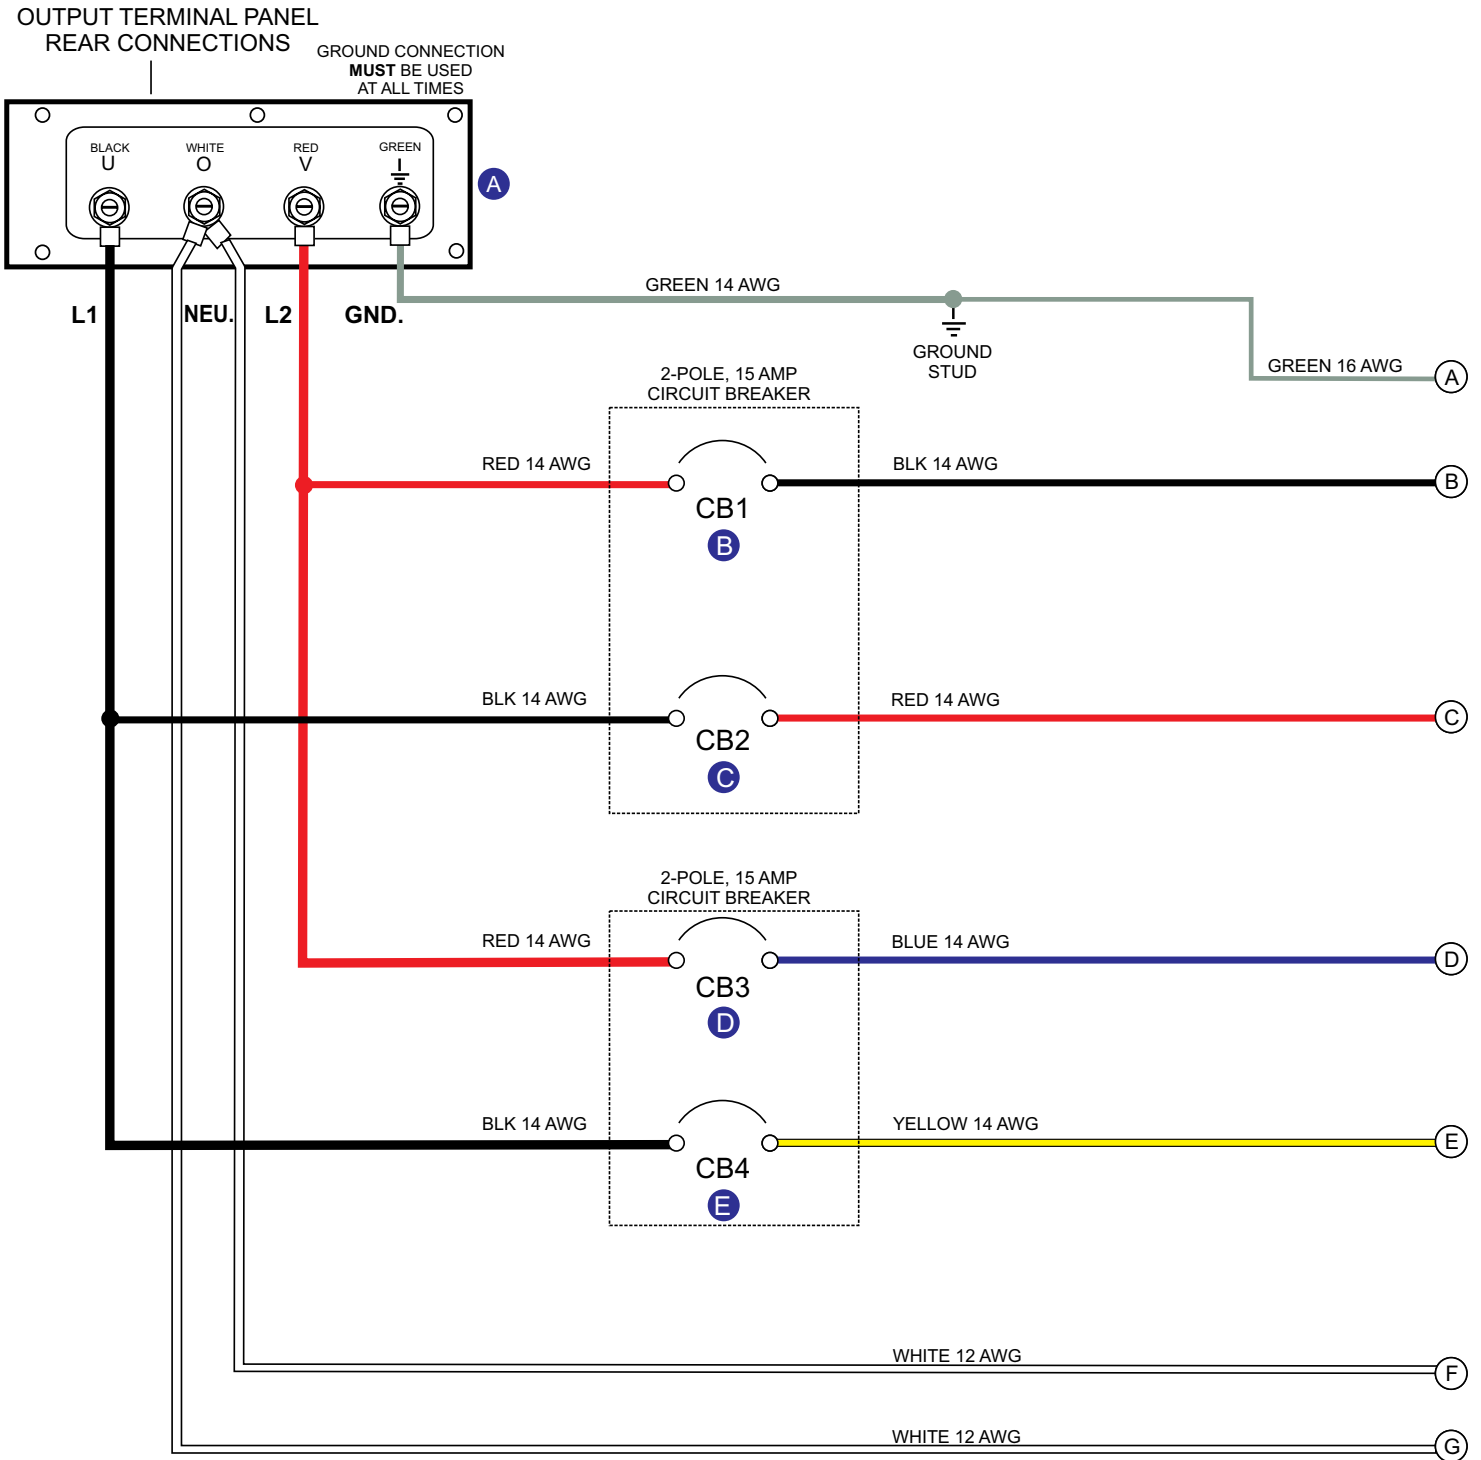 OUTPUT TERMINAL PANEL
REAR CONNECTIONS
GROUND CONNECTION
MUST BE USED
AT ALL TIMES
BLACK
U
WHITE
O
RED
V
GREEN
A
L1
NEU.
L2
GND.
GREEN 14 AWG
GROUND
STUD
GREEN 16 AWG
A
2-POLE, 15 AMP
CIRCUIT BREAKER
RED 14 AWG
BLK 14 AWG
B
CB1
B
BLK 14 AWG
RED 14 AWG
C
CB2
C
2-POLE, 15 AMP
CIRCUIT BREAKER
RED 14 AWG
BLUE 14 AWG
D
CB3
D
BLK 14 AWG
YELLOW 14 AWG
E
CB4
E
WHITE 12 AWG
F
WHITE 12 AWG
G